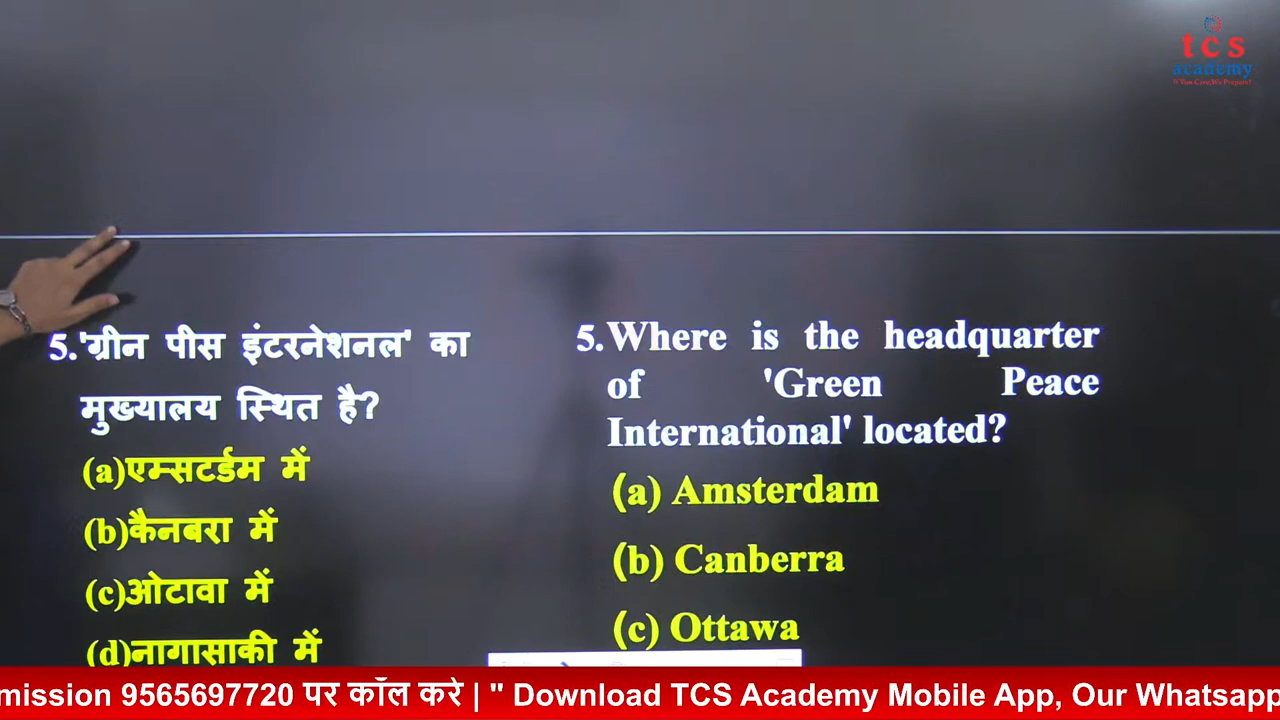 tcs
academy
5.'ग्रीन पीस इंटरनेशनल' का
मुख्यालय स्थित है?
(a)एम्सटर्डम में
(b)कैनबरा में
(c)ओटावा में
(d)नागासाकी में
5.Where is the headquarter
of 'Green Peace
International' located?
(a) Amsterdam
(b) Canberra
(c) Ottawa
mission 9565697720 पर कॉल करे | " Download TCS Academy Mobile App, Our Whatsapp